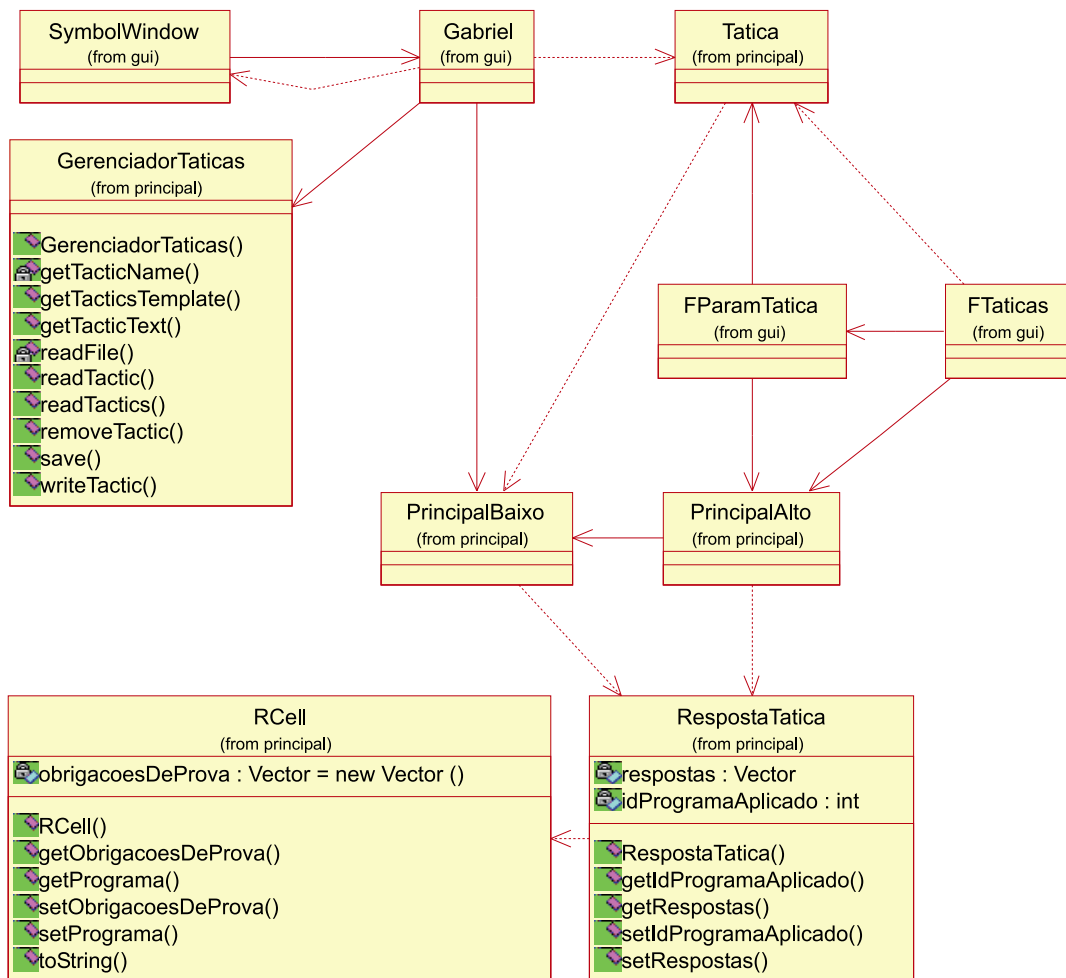 SymbolWindow
(from gui)
Gabriel
(from gui)
Tatica
(from principal)
GerenciadorTaticas
(from principal)
GerenciadorTaticas()
getTacticName()
getTacticsTemplate()
getTacticText()
readFile()
readTactic()
readTactics()
removeTactic()
save()
writeTactic()
FParamTatica
(from gui)
FTaticas
(from gui)
PrincipalBaixo
(from principal)
PrincipalAlto
(from principal)
RCell
(from principal)
obrigacoesDeProva : Vector = new Vector ()
RCell()
getObrigacoesDeProva()
getPrograma()
setObrigacoesDeProva()
setPrograma()
toString()
RespostaTatica
(from principal)
respostas : Vector
idProgramaAplicado : int
RespostaTatica()
getIdProgramaAplicado()
getRespostas()
setIdProgramaAplicado()
setRespostas()